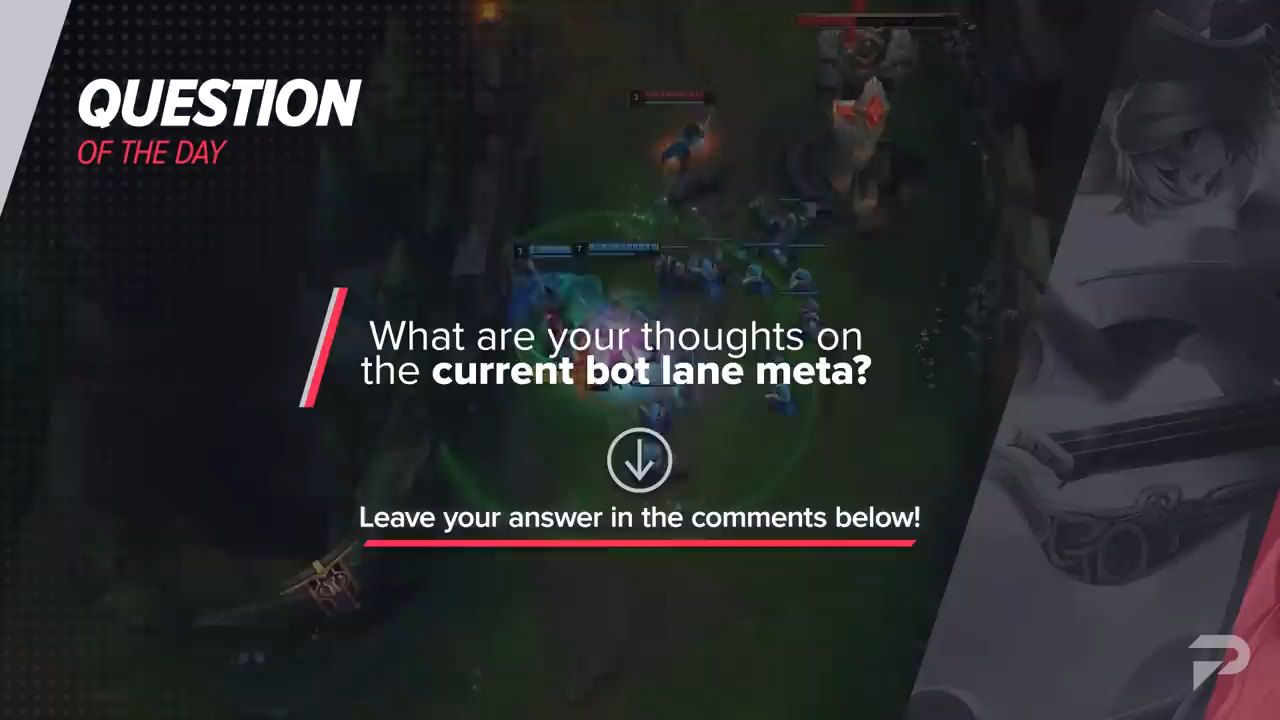 QUESTION
OF THE DAY
What are your thoughts on
the current bot lane meta?
Leave your answer in the comments below!